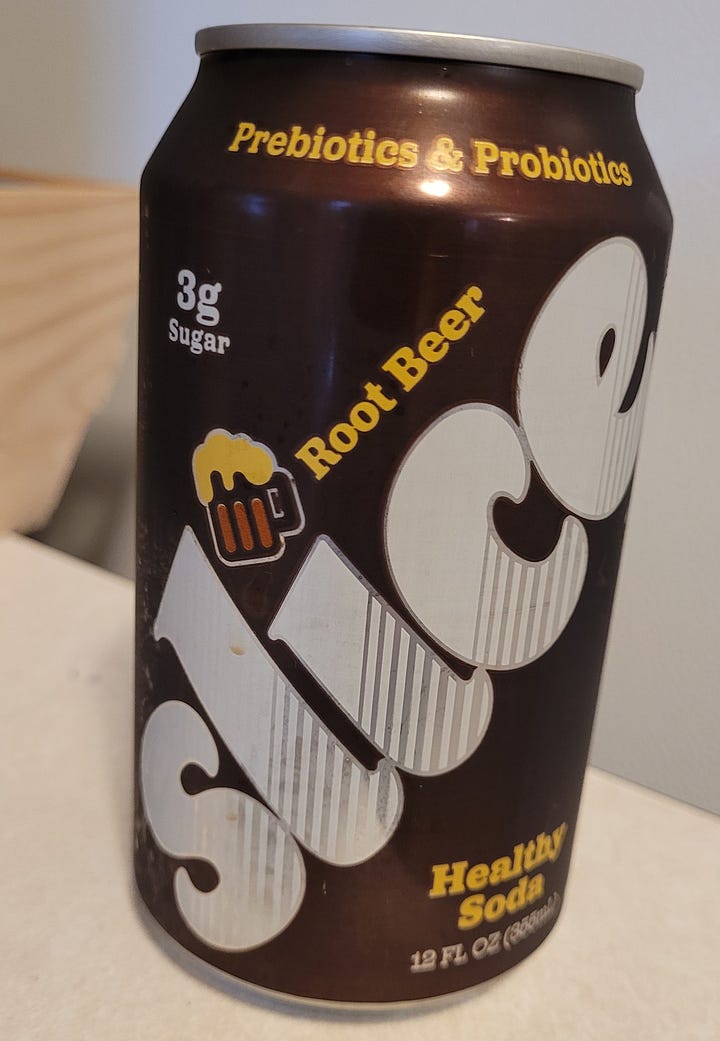 Prebiotics & Probiotics
3g
Sugar
Root Beer
slice
Healthy
Soda
12 FL OZ (355mL)